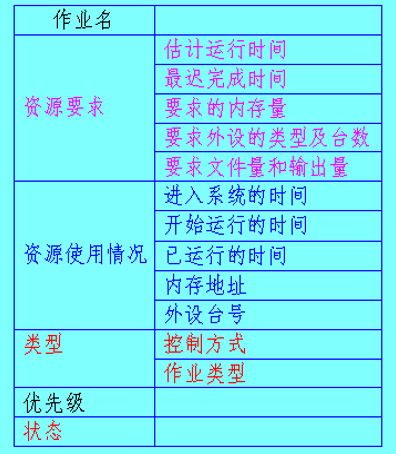 作业名
资源要求
估计运行时间
最迟完成时间
要求的内存量
要求外设的类型及台数
要求文件量和输出量
资源使用情况
进入系统的时间
开始运行的时间
已运行的时间
内存地址
外设台号
类型
控制方式
作业类型
优先级
状态